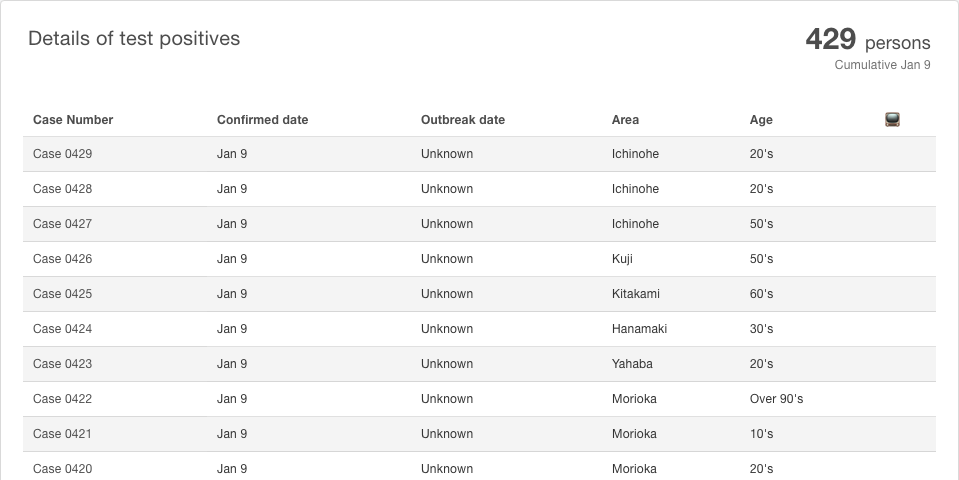 Details of test positives
429 persons
Cumulative Jan 9
Case Number Confirmed date Outbreak date Area Age
Case 0429 Jan 9 Unknown Ichinohe 20's
Case 0428 Jan 9 Unknown Ichinohe 20's
Case 0427 Jan 9 Unknown Ichinohe 50's
Case 0426 Jan 9 Unknown Kuji 50's
Case 0425 Jan 9 Unknown Kitakami 60's
Case 0424 Jan 9 Unknown Hanamaki 30's
Case 0423 Jan 9 Unknown Yahaba 20's
Case 0422 Jan 9 Unknown Morioka Over 90's
Case 0421 Jan 9 Unknown Morioka 10's
Case 0420 Jan 9 Unknown Morioka 20's